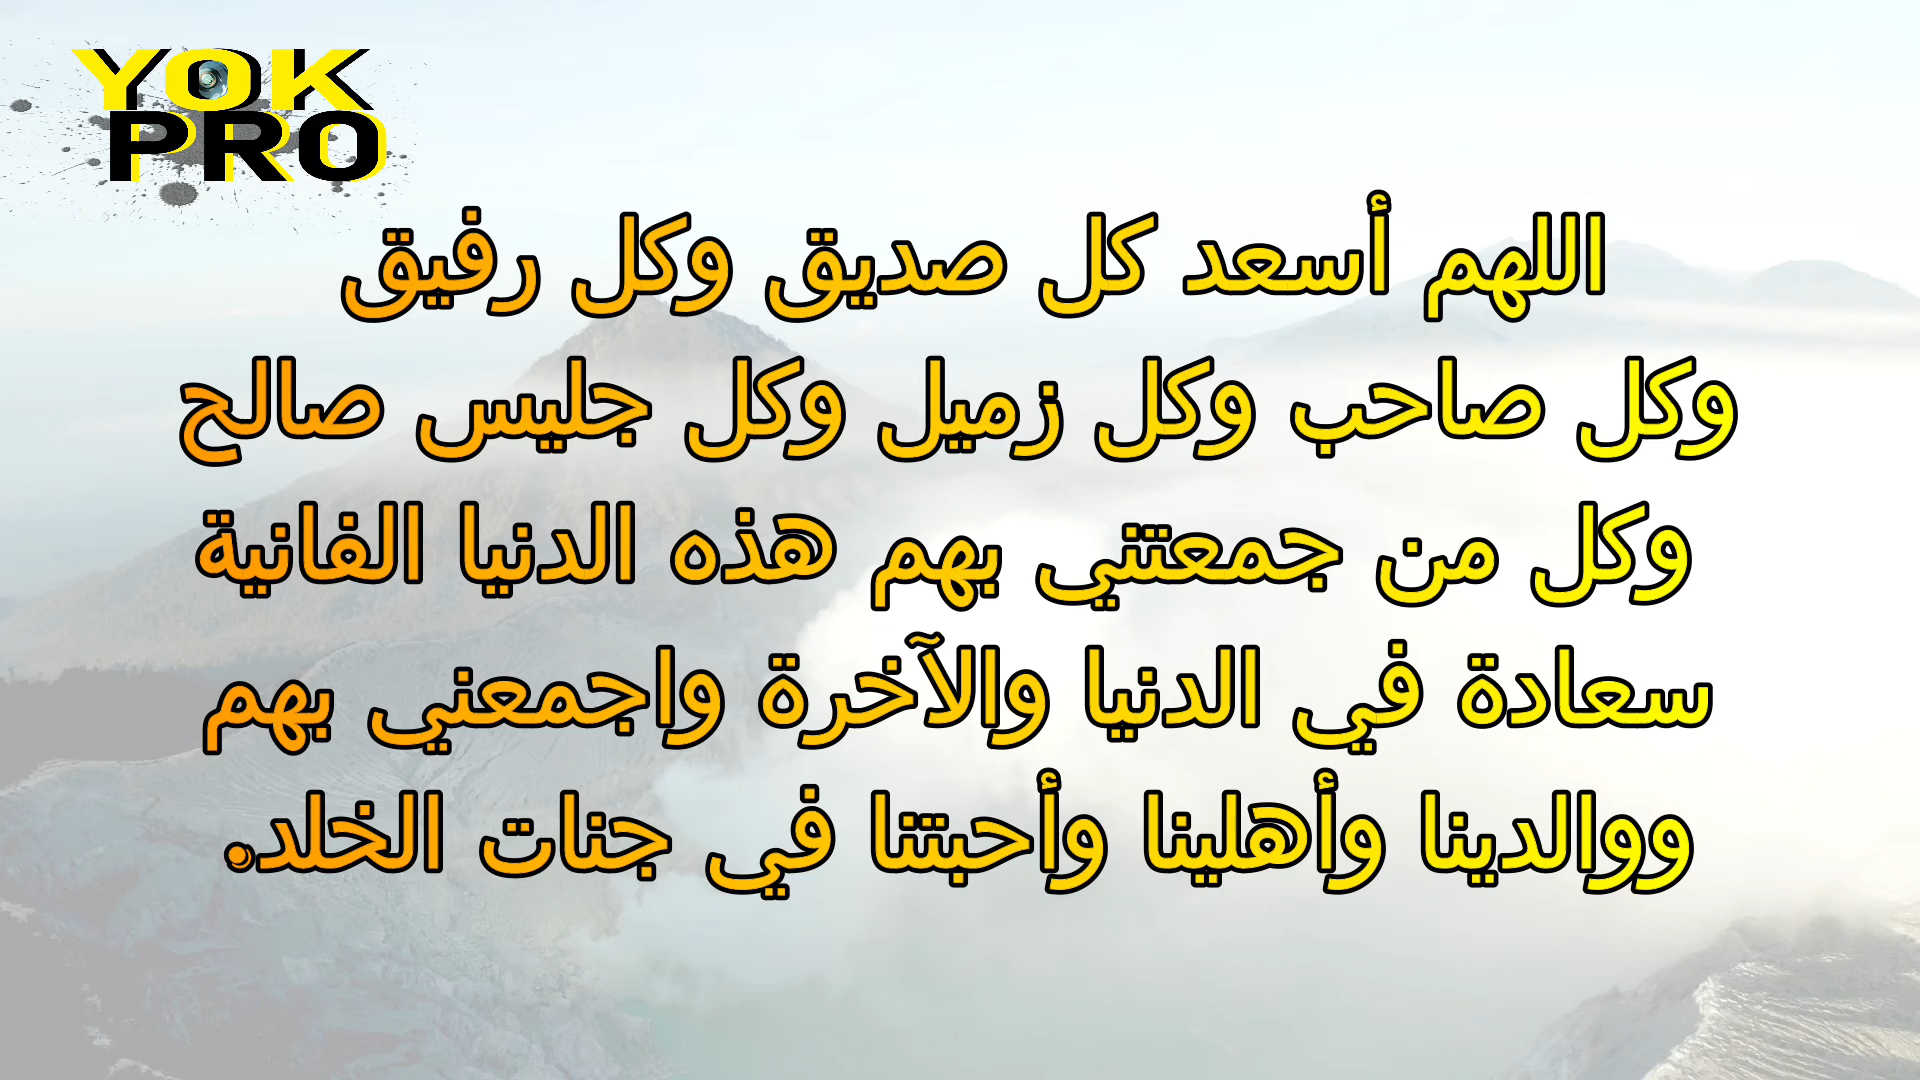 YOK
PRO
اللهم أسعد كل صديق وكل رفيق
وكل صاحب وكل زميل وكل جليس صالح
وكل من جمعتني بهم هذه الدنيا الفانية
سعادة في الدنيا والآخرة واجمعني بهم
ووالدينا وأهلينا وأحبتنا في جنات الخلد.